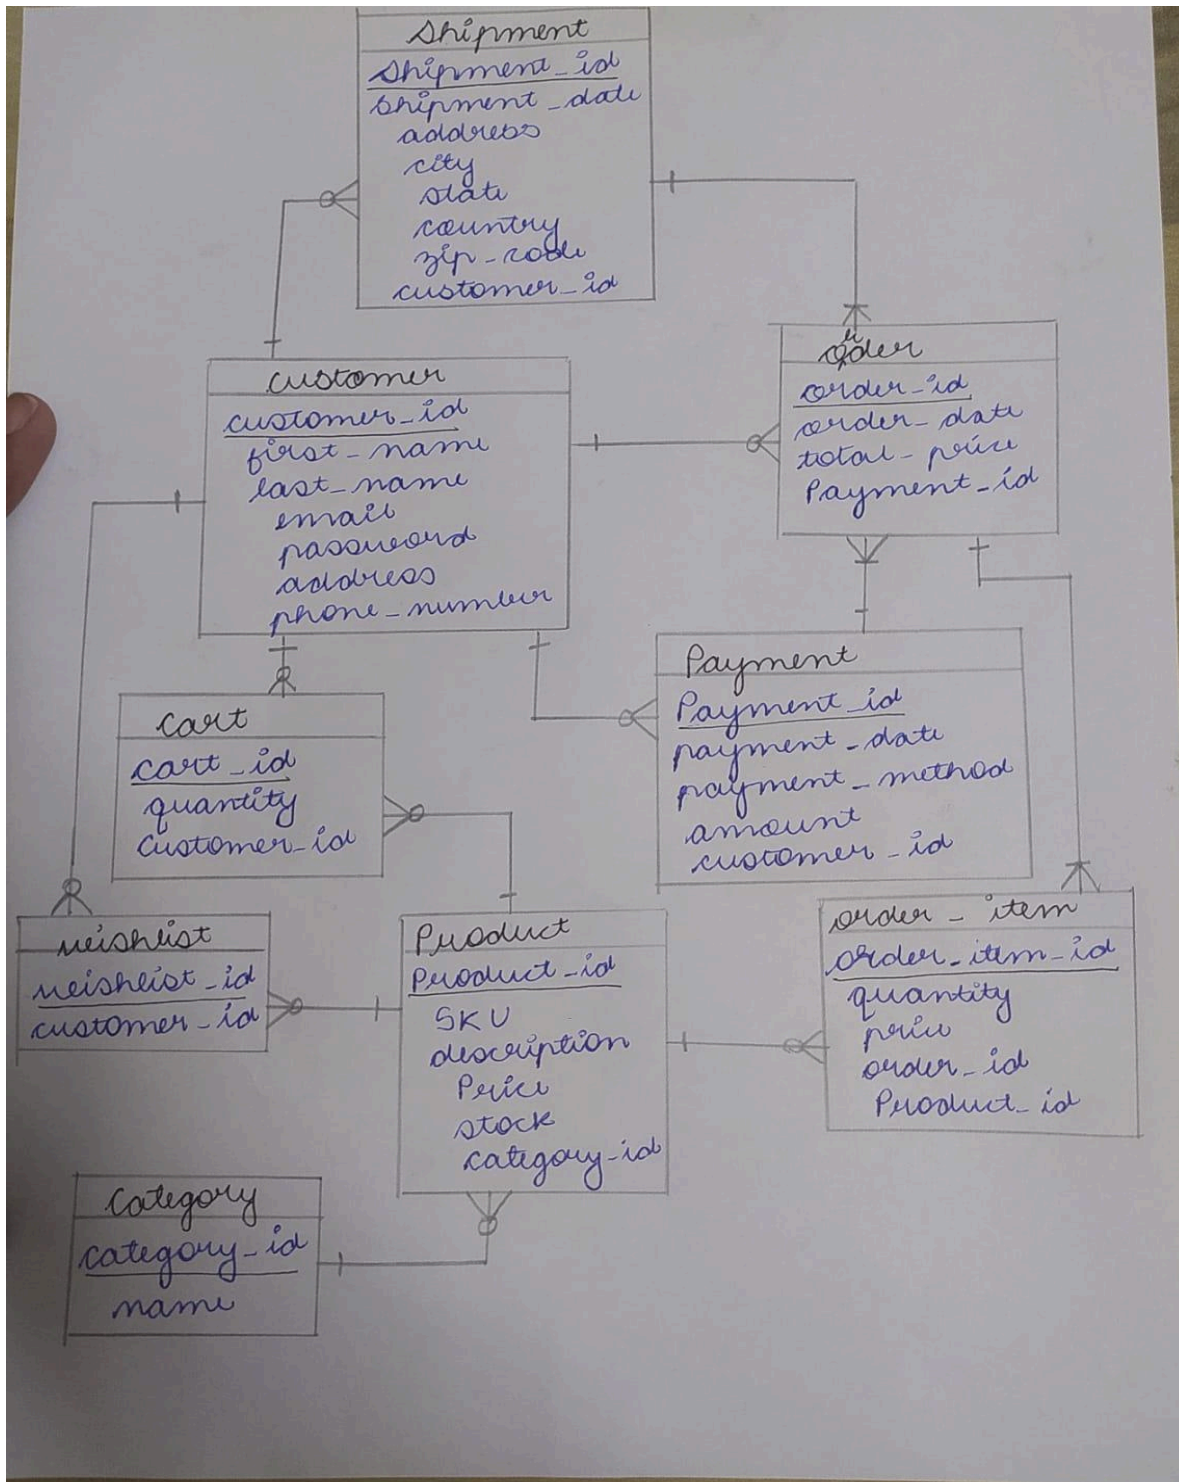 Shipment
Shipment_id
shipment_date
address
city
state
country
zip_code
customer_id
customer
customer_id
first_name
last_name
email
password
address
phone_number
order
order_id
order_date
total_price
Payment_id
Payment
Payment_id
payment_date
payment_method
amount
customer_id
cart
cart_id
quantity
customer_id
wishlist
wishlist_id
customer_id
Product
Product_id
SKU
description
Price
stock
category_id
order_item
order_item_id
quantity
price
order_id
Product_id
Category
category_id
name